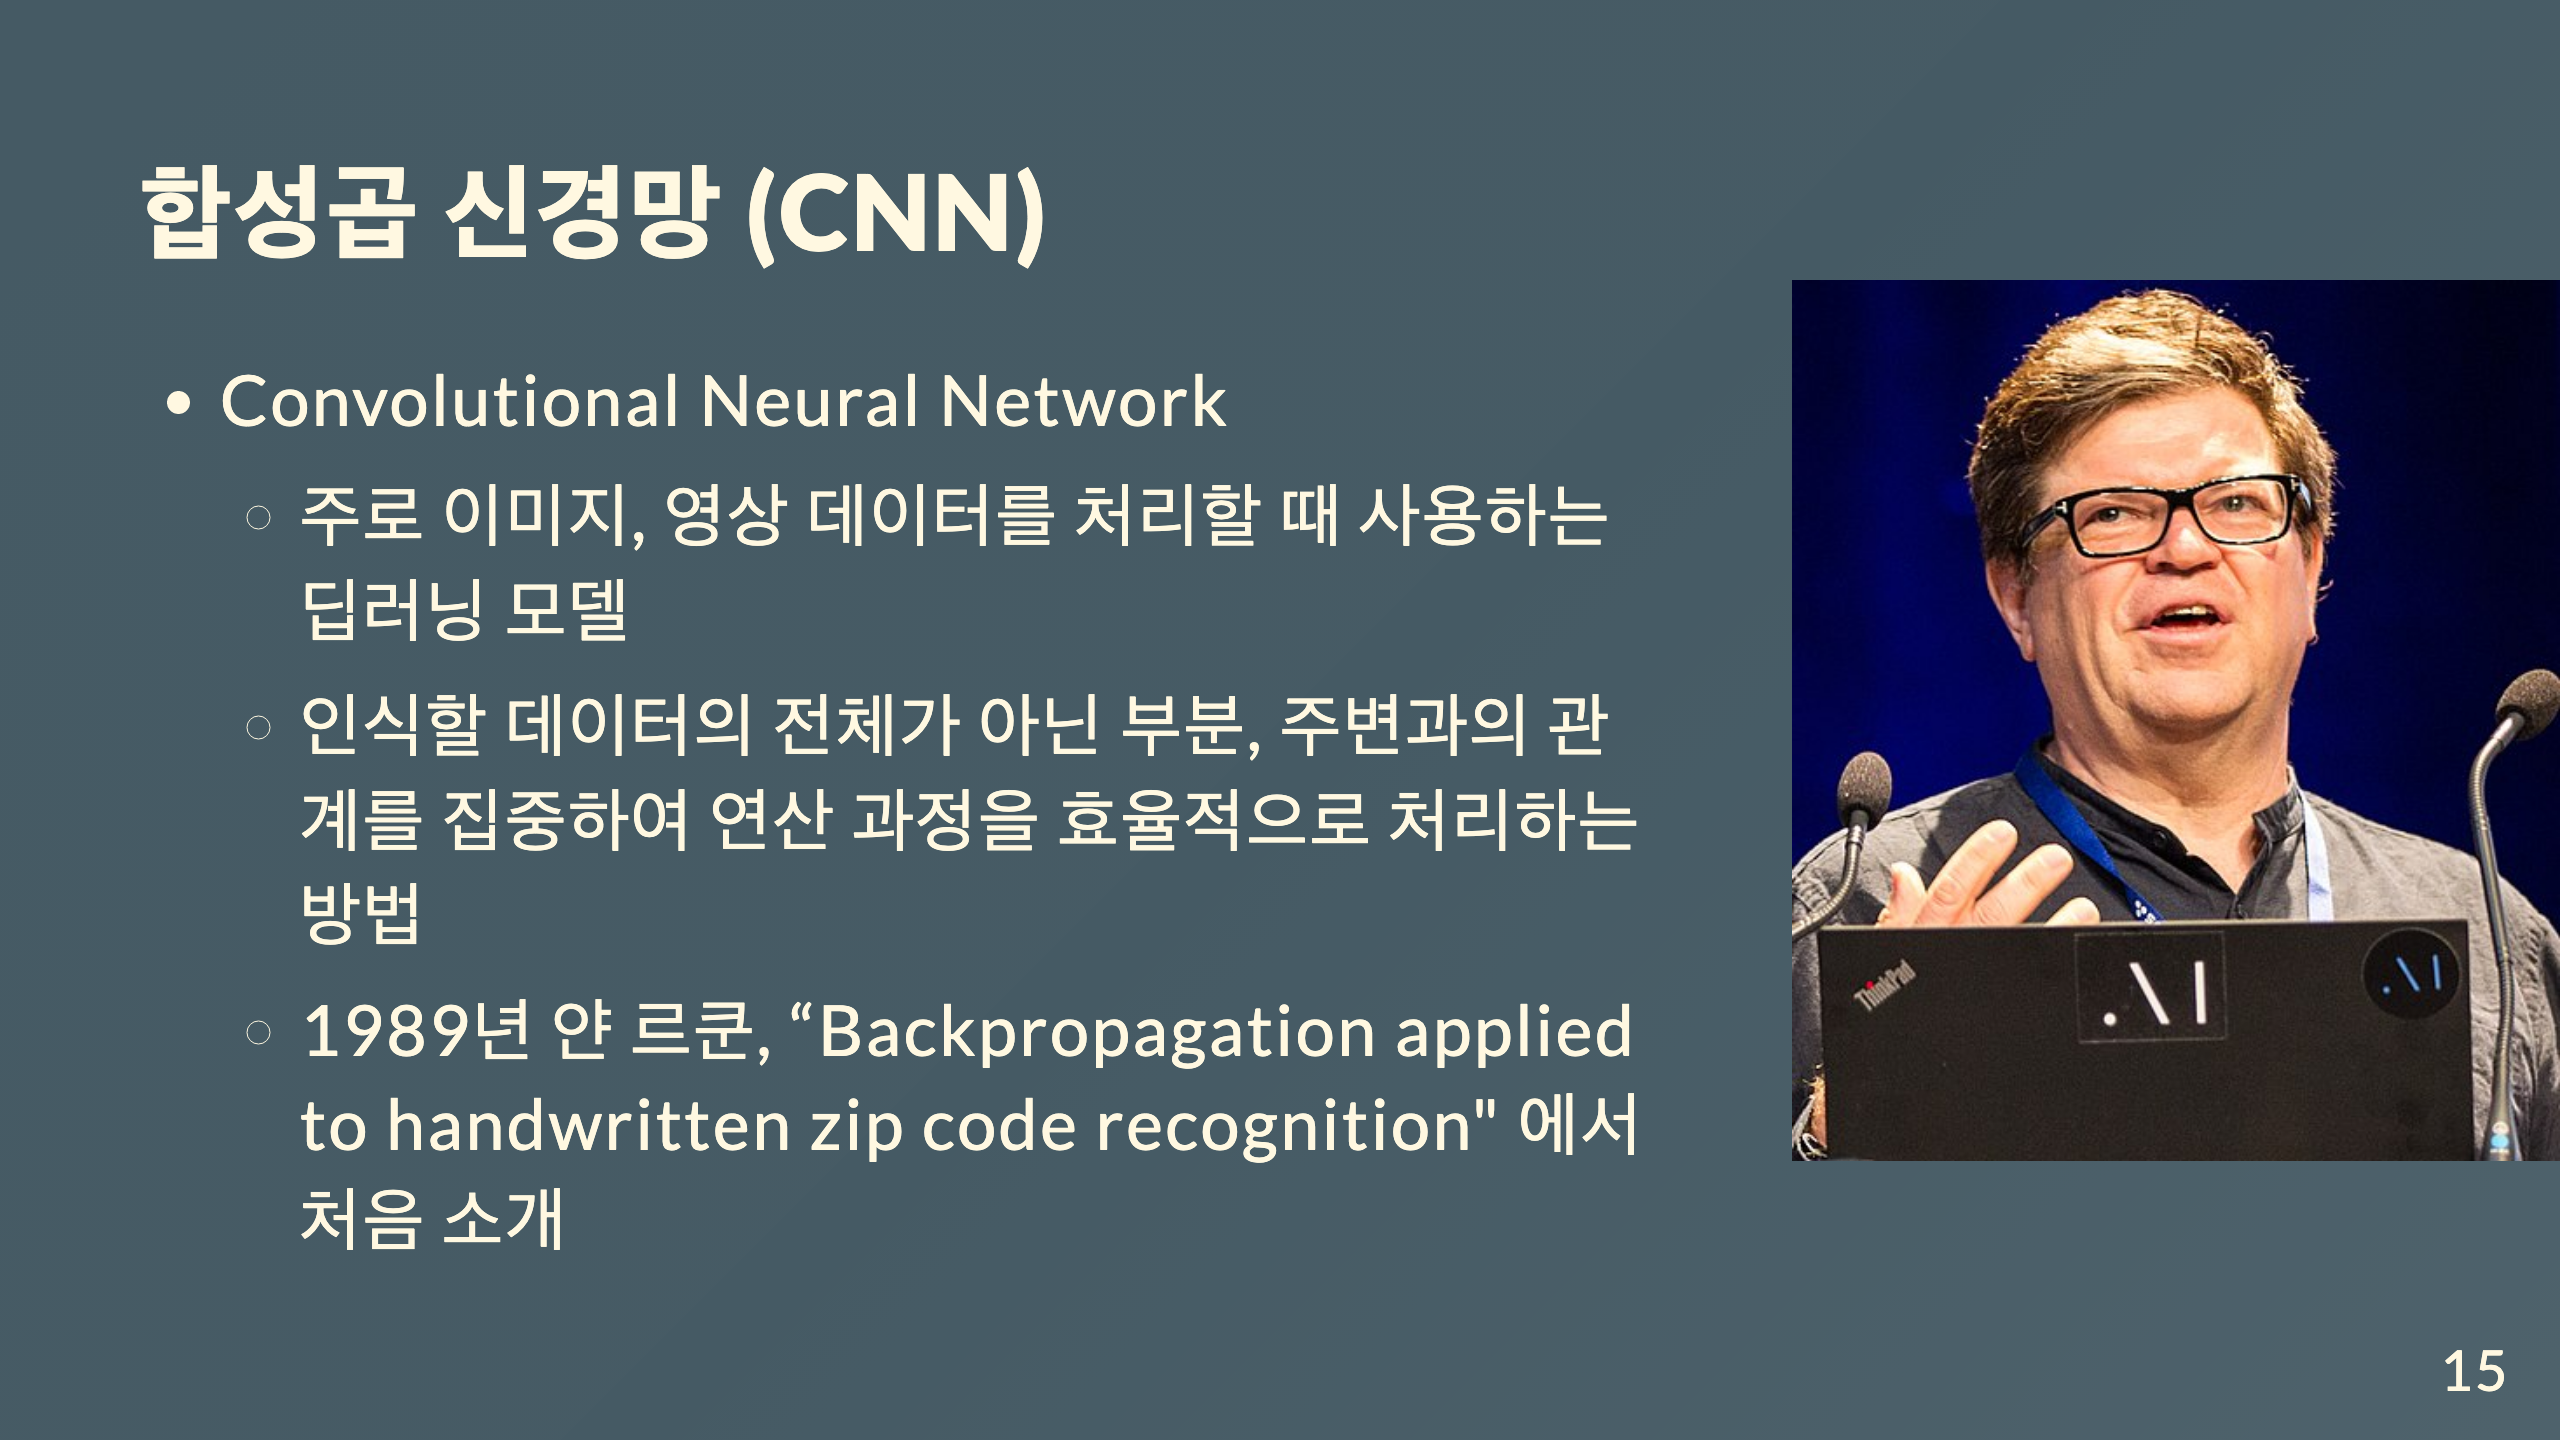 합성곱 신경망 (CNN)
• Convolutional Neural Network
○ 주로 이미지, 영상 데이터를 처리할 때 사용하는
딥러닝 모델
○ 인식할 데이터의 전체가 아닌 부분, 주변과의 관
계를 집중하여 연산 과정을 효율적으로 처리하는
방법
○ 1989년 얀 르쿤, “Backpropagation applied
to handwritten zip code recognition" 에서
처음 소개
ThinkPad
.\I
.\I
15